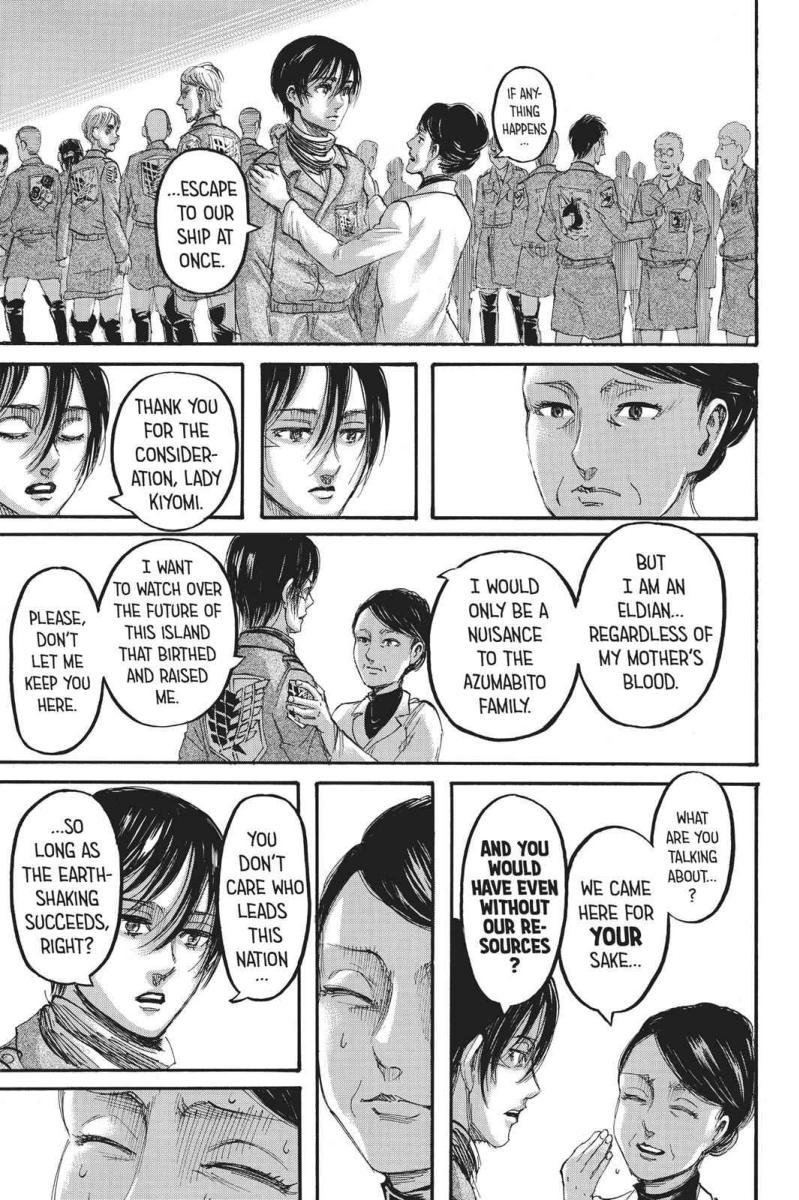 IF ANY-
THING
HAPPENS
...
...ESCAPE
TO OUR
SHIP AT
ONCE.
THANK YOU
FOR THE
CONSIDER-
ATION, LADY
KIYOMI.
BUT
I AM AN
ELDIAN...
REGARDLESS OF
MY MOTHER'S
BLOOD.
I WOULD
ONLY BE A
NUISANCE
TO THE
AZUMABITO
FAMILY.
I WANT
TO WATCH OVER
THE FUTURE OF
THIS ISLAND
THAT BIRTHED
AND RAISED
ME.
PLEASE,
DON'T
LET ME
KEEP YOU
HERE.
WHAT
ARE YOU
TALKING
ABOUT...
?
WE CAME
HERE FOR
YOUR
SAKE...
AND YOU
WOULD
HAVE EVEN
WITHOUT
OUR RE-
SOURCES
?
YOU
DON'T
CARE WHO
LEADS
THIS
NATION
...
...SO
LONG AS
THE EARTH-
SHAKING
SUCCEEDS,
RIGHT?